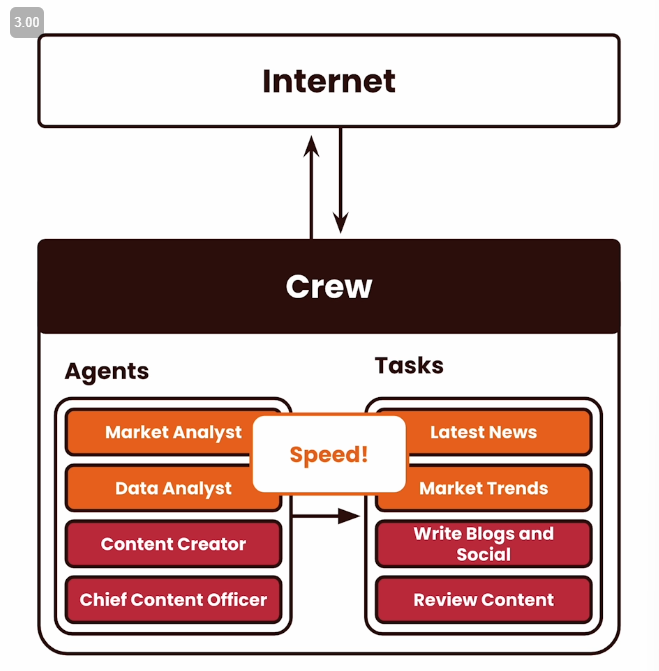 3.00
Internet
Crew
Agents
Tasks
Market Analyst
Data Analyst
Content Creator
Chief Content Officer
Speed!
Latest News
Market Trends
Write Blogs and
Social
Review Content